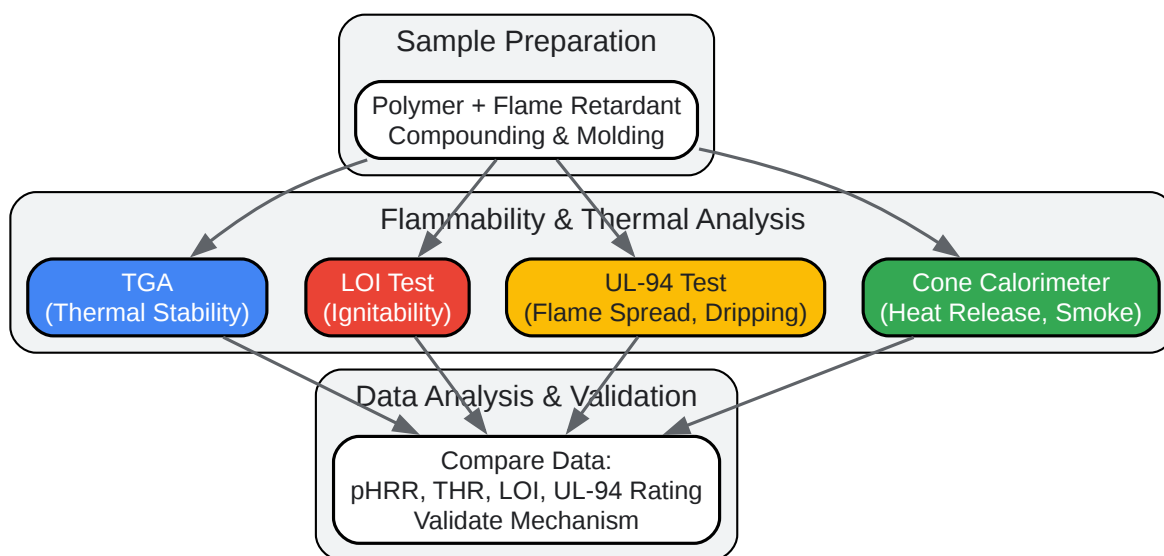 Sample Preparation
Polymer + Flame Retardant
Compounding & Molding
Flammability & Thermal Analysis
TGA
(Thermal Stability)
LOI Test
(Ignitability)
UL-94 Test
(Flame Spread, Dripping)
Cone Calorimeter
(Heat Release, Smoke)
Data Analysis & Validation
Compare Data:
pHRR, THR, LOI, UL-94 Rating
Validate Mechanism